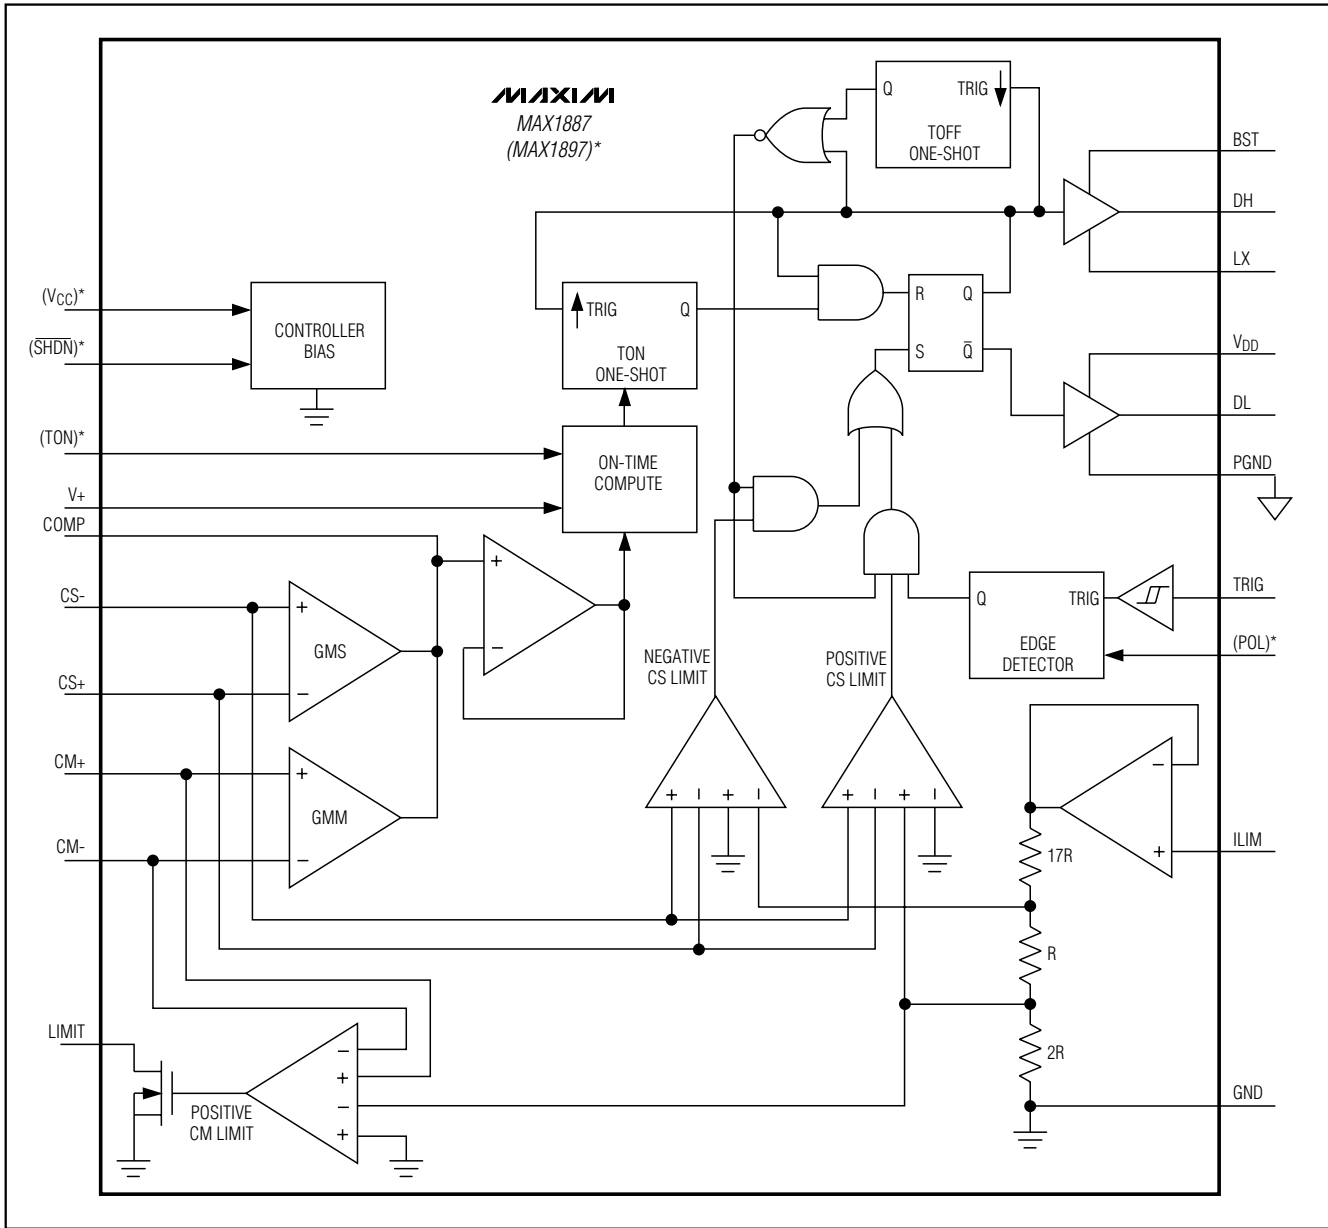 MAXIM
MAX1887
(MAX1897)*
Q
TRIG
TOFF
ONE-SHOT
BST
DH
LX
(VCC)*
(SHDN)*
CONTROLLER
BIAS
TRIG
Q
TON
ONE-SHOT
R
Q
S
Q̅
VDD
DL
PGND
(TON)*
V+
COMP
ON-TIME
COMPUTE
CS-
+
GMS
−
CS+
+
−
NEGATIVE
CS LIMIT
POSITIVE
CS LIMIT
Q
TRIG
EDGE
DETECTOR
TRIG
(POL)*
CM+
+
GMM
−
CM-
+ − + −
+ − + −
−
+
ILIM
17R
R
2R
GND
LIMIT
POSITIVE
CM LIMIT
−
+
−
+